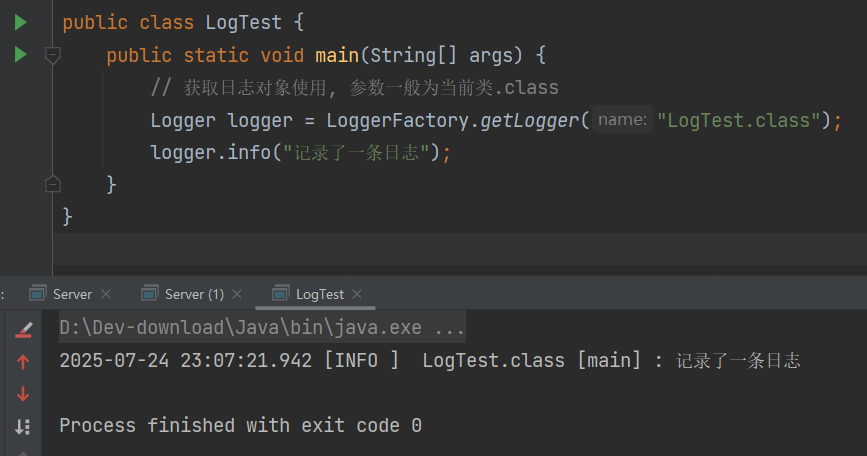 public class LogTest {
public static void main(String[] args) {
// 获取日志对象使用, 参数一般为当前类.class
Logger logger = LoggerFactory.getLogger( name: "LogTest.class");
logger.info("记录了一条日志");
}
}
: Server × Server (1) × LogTest ×
D:\Dev-download\Java\bin\java.exe ...
2025-07-24 23:07:21.942 [INFO ]  LogTest.class [main] : 记录了一条日志
Process finished with exit code 0